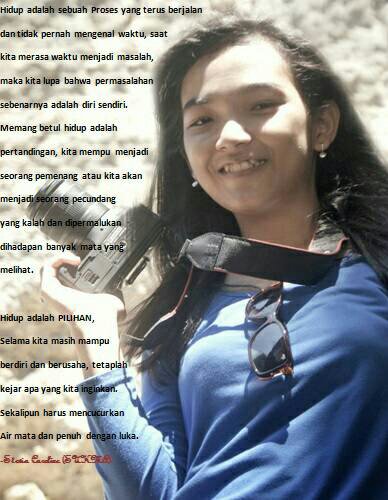 Hidup adalah sebuah Proses yang terus berjalan
dan tidak pernah mengenal waktu, saat
kita merasa waktu menjadi masalah,
maka kita lupa bahwa permasalahan
sebenarnya adalah diri sendiri.
Memang betul hidup adalah
pertandingan, kita mempu menjadi
seorang pemenang atau kita akan
menjadi seorang pecundang
yang kalah dan dipermalukan
dihadapan banyak mata yang
melihat.
Hidup adalah PILIHAN,
Selama kita masih mampu
berdiri dan berusaha, tetaplah
kejar apa yang kita inginkan.
Sekalipun harus mencucurkan
Air mata dan penuh dengan luka.